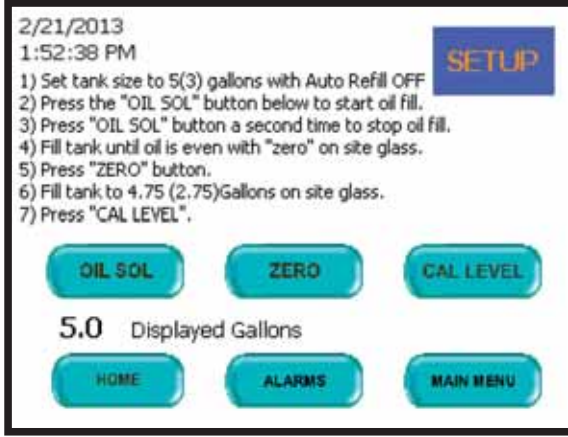 2/21/2013
1:52:38 PM
SETUP
1) Set tank size to 5(3) gallons with Auto Refill OFF
2) Press the "OIL SOL" button below to start oil fill.
3) Press "OIL SOL" button a second time to stop oil fill.
4) Fill tank until oil is even with "zero" on site glass.
5) Press "ZERO" button.
6) Fill tank to 4.75 (2.75)Gallons on site glass.
7) Press "CAL LEVEL".
OIL SOL ZERO CAL LEVEL
5.0 Displayed Gallons
HOME ALARMS MAIN MENU